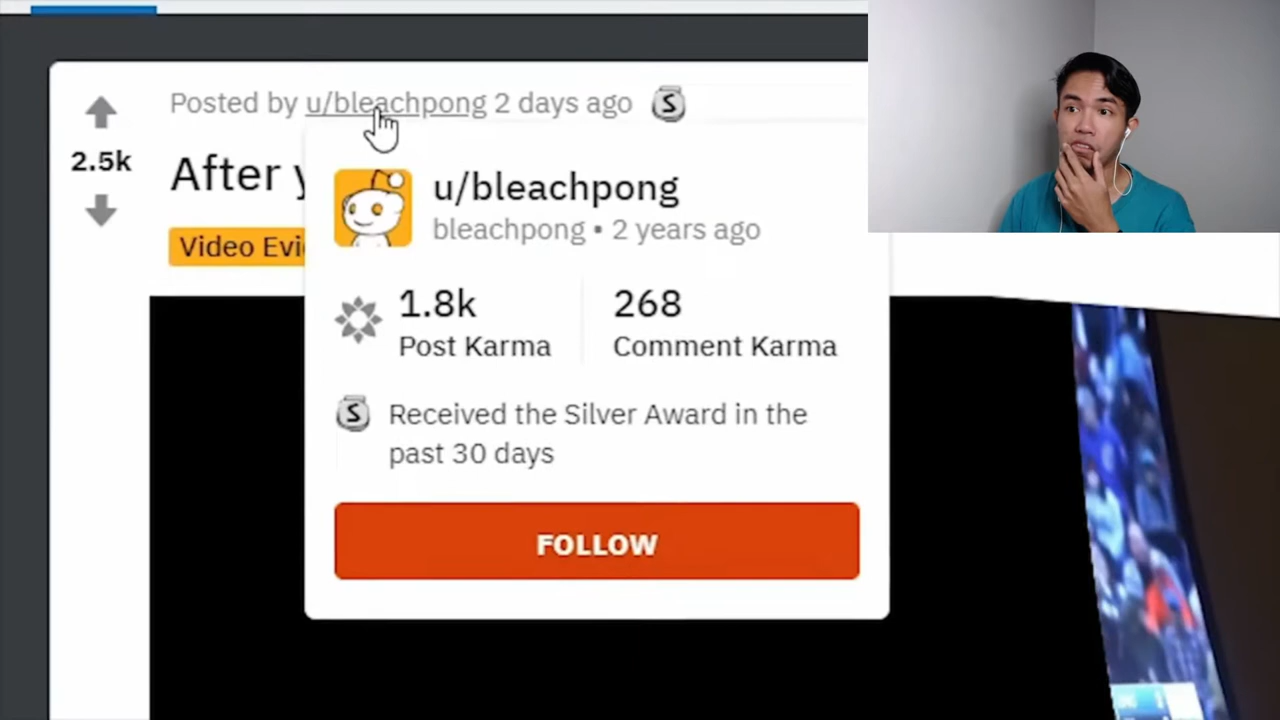 Posted by u/bleachpong 2 days ago
2.5k
After y
Video Evi
u/bleachpong
bleachpong • 2 years ago
1.8k 268
Post Karma Comment Karma
S Received the Silver Award in the
past 30 days
FOLLOW